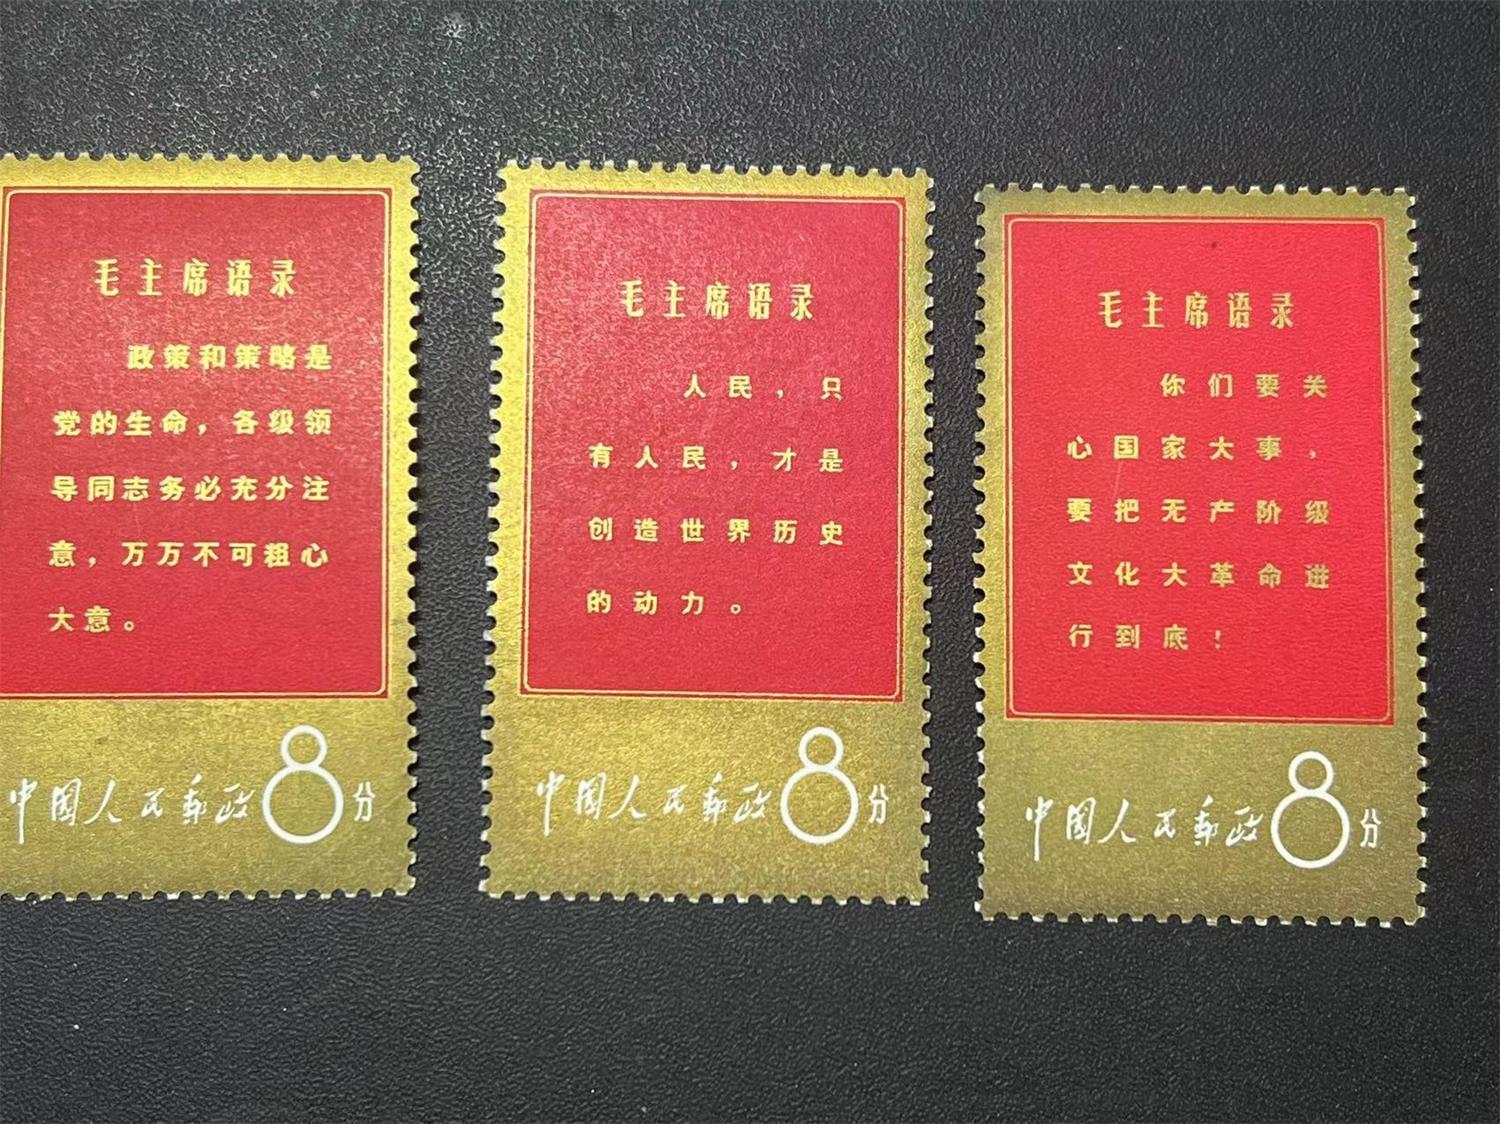 毛主席语录
政策和策略是
党的生命，各级领
导同志务必充分注
意，万万不可粗心
大意。
中国人民邮政8分
毛主席语录
人民，只
有人民，才是
创造世界历史
的动力。
中国人民邮政8分
毛主席语录
你们要关
心国家大事，
要把无产阶级
文化大革命进
行到底！
中国人民邮政8分